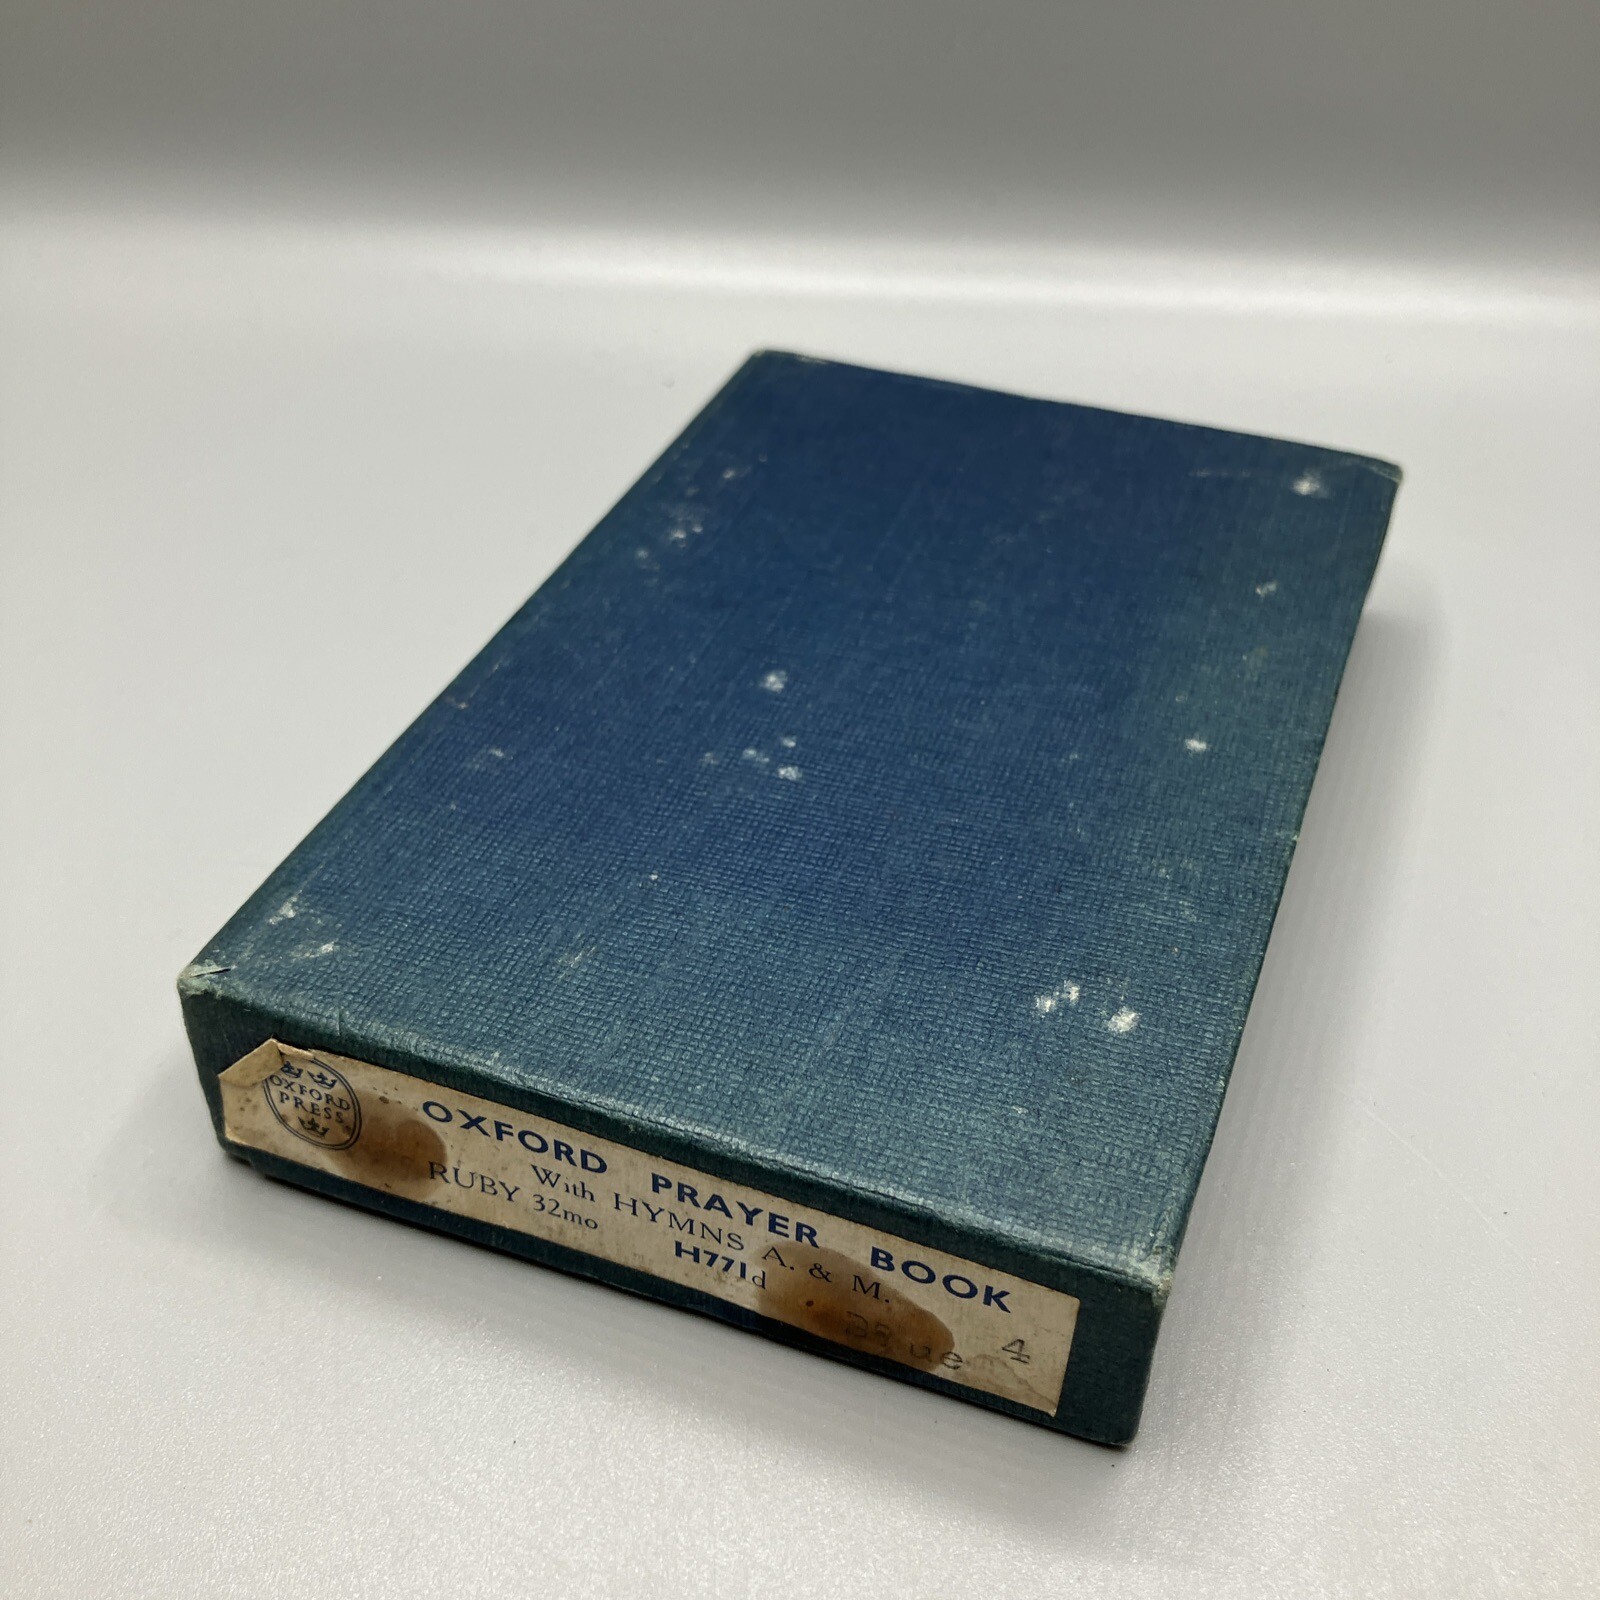 OXFORD
PRESS
OXFORD PRAYER BOOK
With HYMNS A. & M.
RUBY 32mo
H771d
4